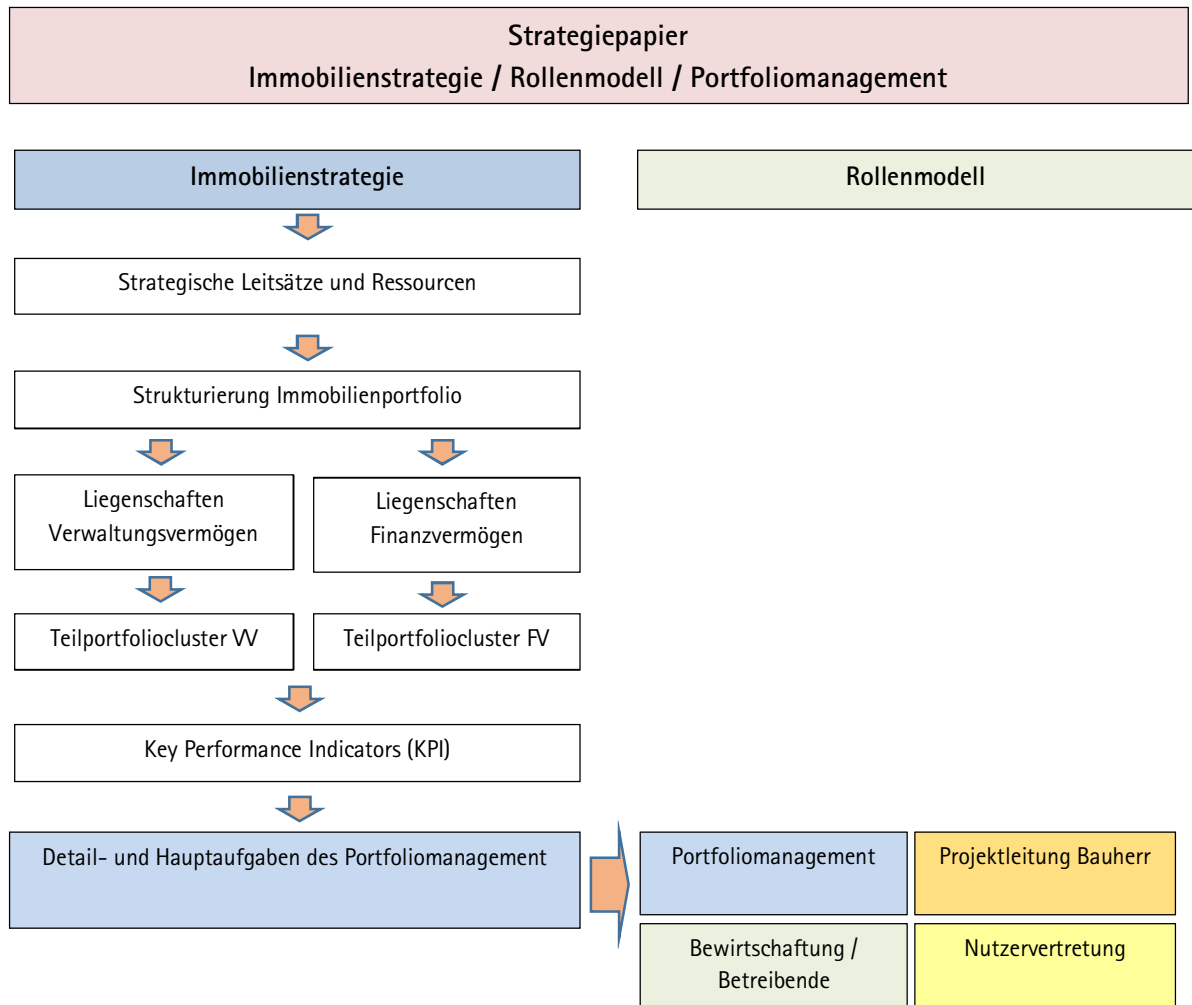 Strategiepapier
Immobilienstrategie / Rollenmodell / Portfoliomanagement
Immobilienstrategie
Rollenmodell
Strategische Leitsätze und Ressourcen
Strukturierung Immobilienportfolio
Liegenschaften
Verwaltungsvermögen
Liegenschaften
Finanzvermögen
Teilportfoliocluster VV
Teilportfoliocluster FV
Key Performance Indicators (KPI)
Detail- und Hauptaufgaben des Portfoliomanagement
Portfoliomanagement
Projektleitung Bauherr
Bewirtschaftung /
Betreibende
Nutzervertretung